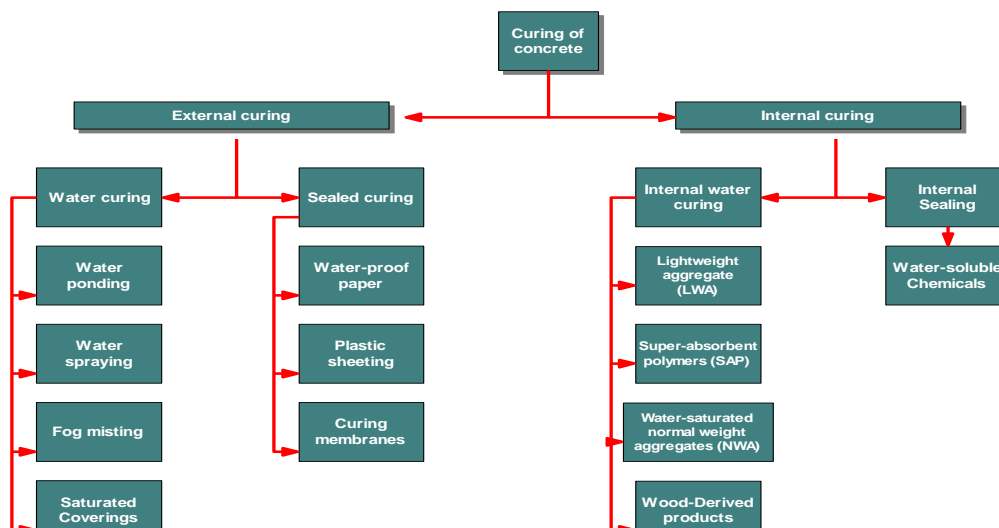 Curing of
concrete
External curing
Internal curing
Water curing
Sealed curing
Internal water
curing
Internal
Sealing
Water
ponding
Water-proof
paper
Lightweight
aggregate
(LWA)
Water-soluble
Chemicals
Water
spraying
Plastic
sheeting
Super-absorbent
polymers (SAP)
Fog misting
Curing
membranes
Water-saturated
normal weight
aggregates (NWA)
Saturated
Coverings
Wood-Derived
products